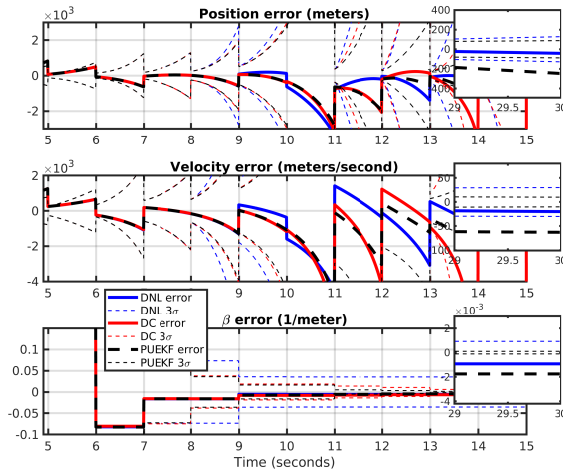 ×10³
Position error (meters)
2
0
-2
5 6 7 8 9 10 11 12 13 14 15
400
200
0
200
400
29 29.5 30
×10³
Velocity error (meters/second)
2
0
-2
-4
5 6 7 8 9 10 11 12 13 14 15
50
0
-50
-100
29 29.5 30
DNL error
DNL 3σ
DC error
DC 3σ
PUEKF error
PUEKF 3σ
β error (1/meter)
0.1
0.05
0
-0.05
-0.1
5 6 7 8 9 10 11 12 13 14 15
×10⁻³
2
0
-2
-4
29 29.5 30
Time (seconds)